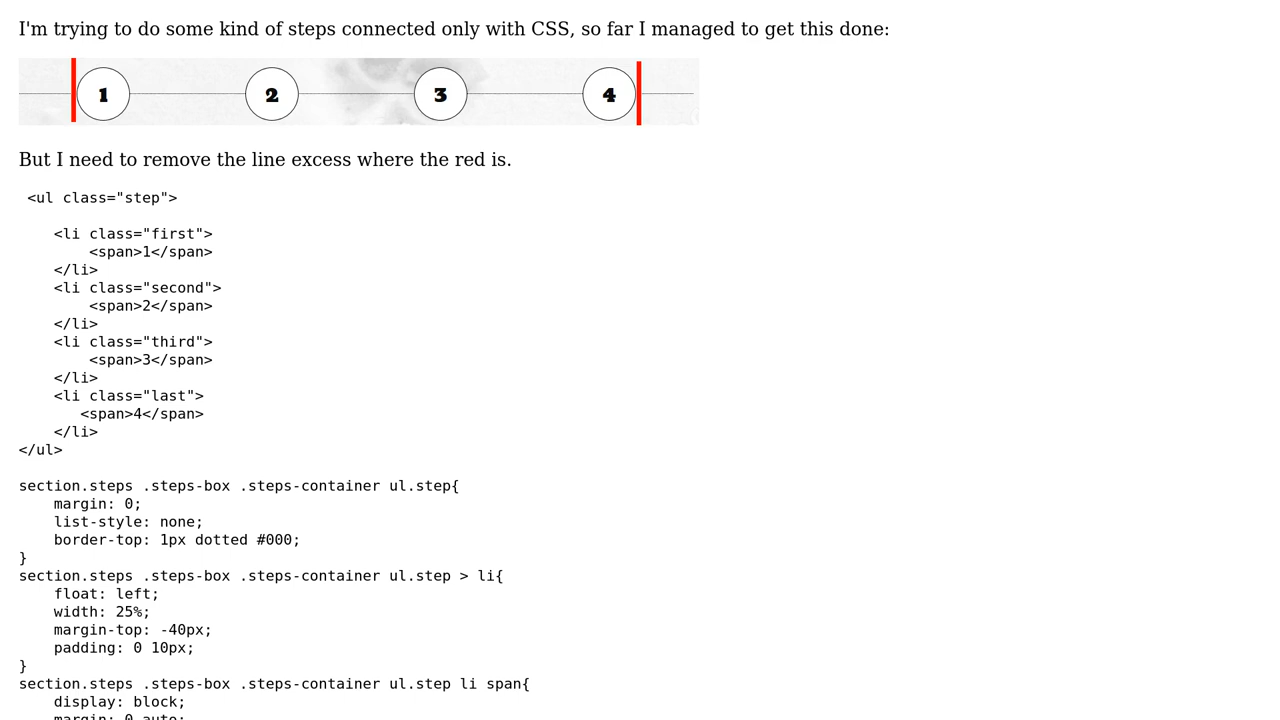 I'm trying to do some kind of steps connected only with CSS, so far I managed to get this done:
1 2 3 4
But I need to remove the line excess where the red is.
<ul class="step">
<li class="first">
<span>1</span>
</li>
<li class="second">
<span>2</span>
</li>
<li class="third">
<span>3</span>
</li>
<li class="last">
<span>4</span>
</li>
</ul>
section.steps .steps-box .steps-container ul.step{
margin: 0;
list-style: none;
border-top: 1px dotted #000;
}
section.steps .steps-box .steps-container ul.step > li{
float: left;
width: 25%;
margin-top: -40px;
padding: 0 10px;
}
section.steps .steps-box .steps-container ul.step li span{
display: block;
margin: 0 auto;